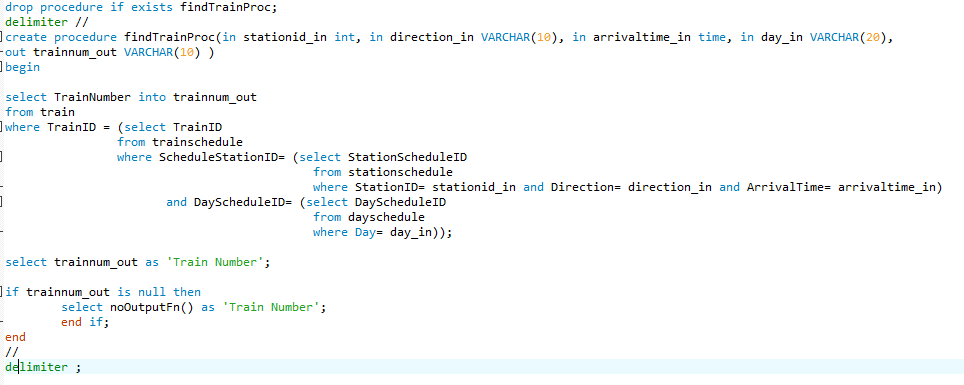 drop procedure if exists findTrainProc;
delimiter //
create procedure findTrainProc(in stationid_in int, in direction_in VARCHAR(10), in arrivaltime_in time, in day_in VARCHAR(20),
out trainnum_out VARCHAR(10) )
begin
select TrainNumber into trainnum_out
from train
where TrainID = (select TrainID
from trainschedule
where ScheduleStationID= (select StationScheduleID
from stationschedule
where StationID= stationid_in and Direction= direction_in and ArrivalTime= arrivaltime_in)
and DayScheduleID= (select DayScheduleID
from dayschedule
where Day= day_in));
select trainnum_out as 'Train Number';
if trainnum_out is null then
select noOutputFn() as 'Train Number';
end if;
end
//
delimiter ;